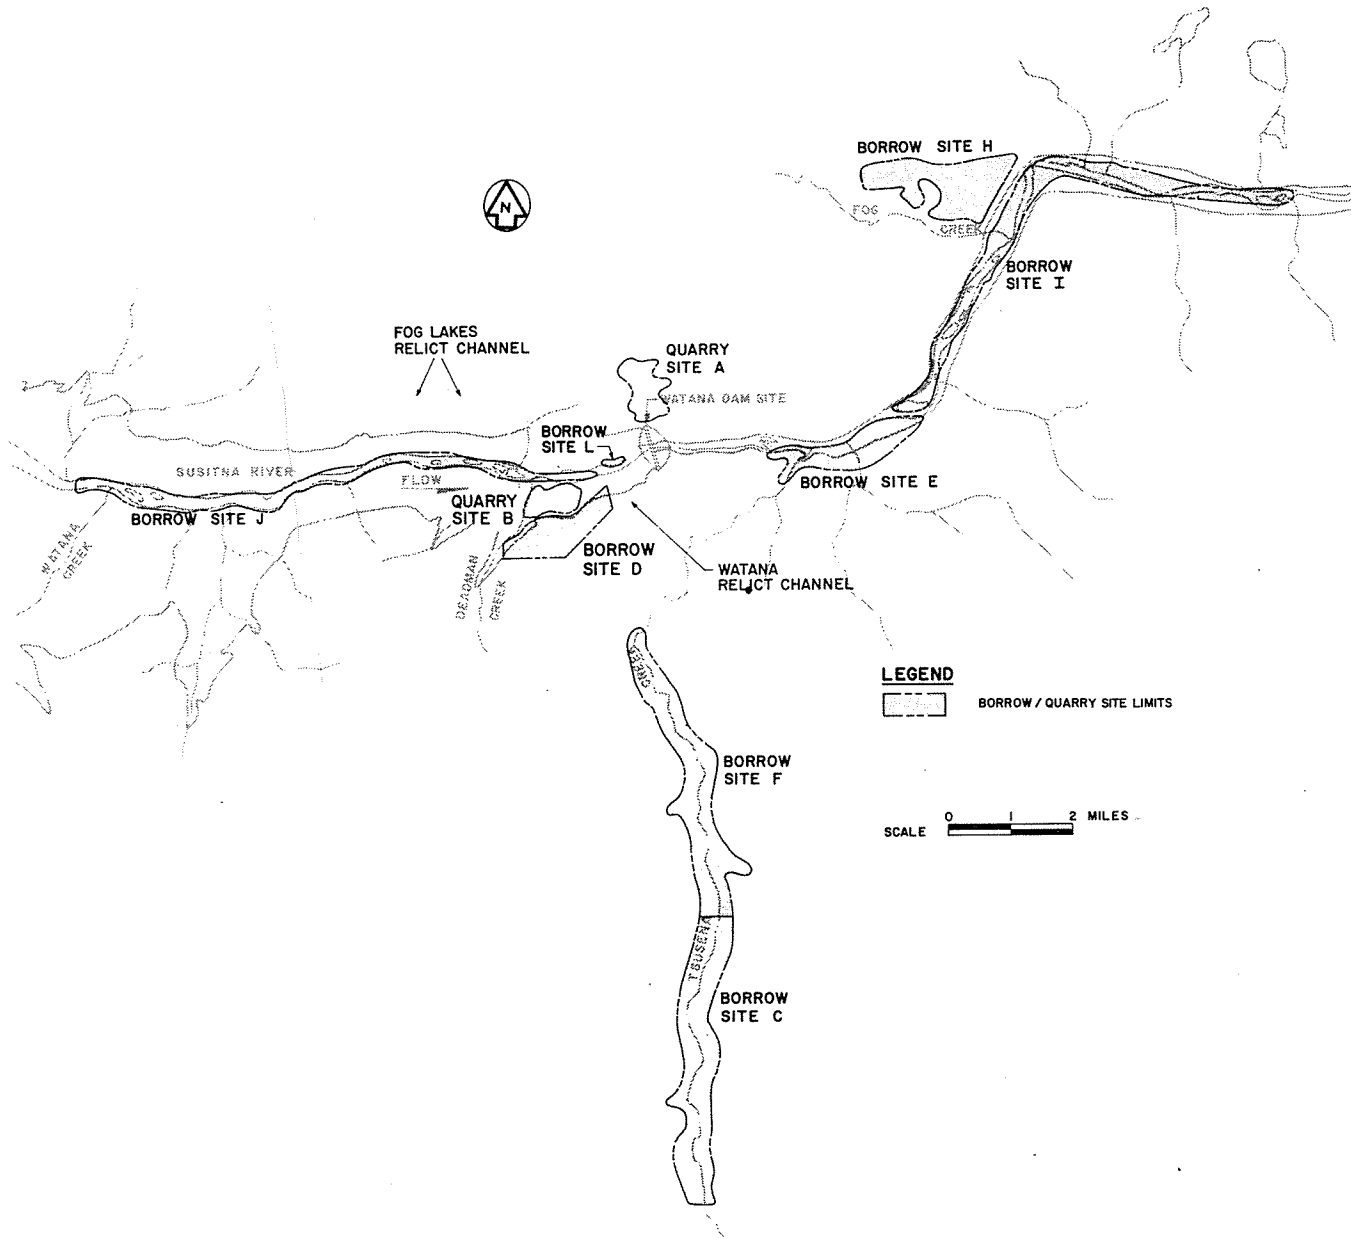 BORROW SITE H
N
FOG
CREEK
BORROW
SITE I
FOG LAKES
RELICT CHANNEL
QUARRY
SITE A
WATANA DAM SITE
BORROW
SITE L
SUSITNA RIVER
FLOW
BORROW SITE E
QUARRY
SITE B
BORROW SITE J
WATANA
CREEK
BORROW
SITE D
DEADMAN
CREEK
WATANA
RELICT CHANNEL
CREEK
LEGEND
BORROW / QUARRY SITE LIMITS
BORROW
SITE F
SCALE
0 1 2 MILES
TSUSENA
BORROW
SITE C